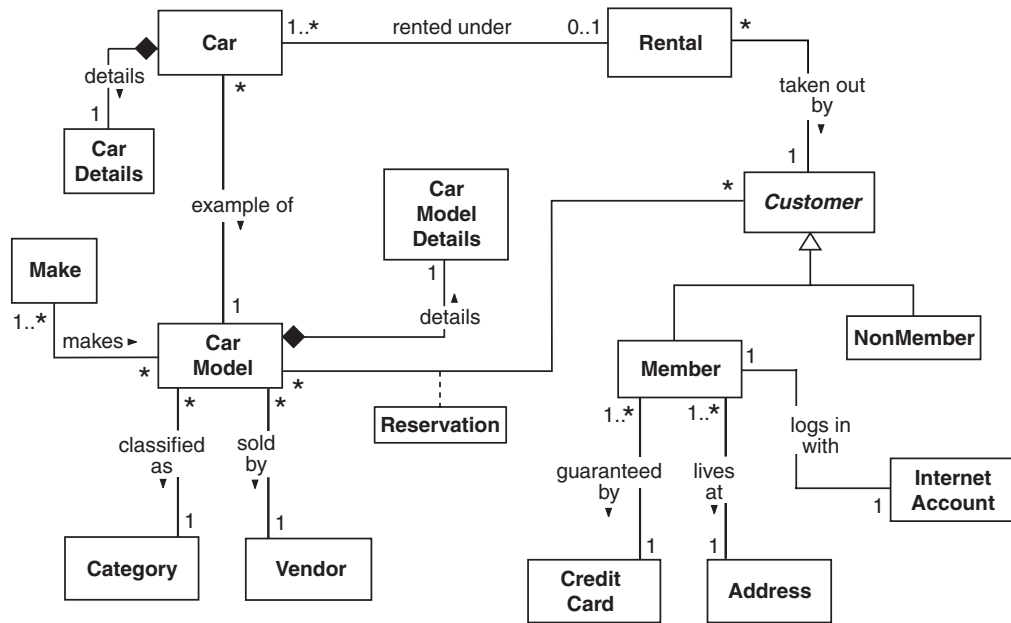 Car
1..*
rented under
0..1
Rental
*
details
1
Car
Details
*
taken out
by
1
Customer
*
example of
Car
Model
Details
1
details
Make
1..*
makes
*
1
Car
Model
*
*
*
Reservation
NonMember
Member
1
1..*
1..*
logs in
with
1
Internet
Account
classified
as
1
sold
by
1
guaranteed
by
1
lives
at
1
Category
Vendor
Credit
Card
Address